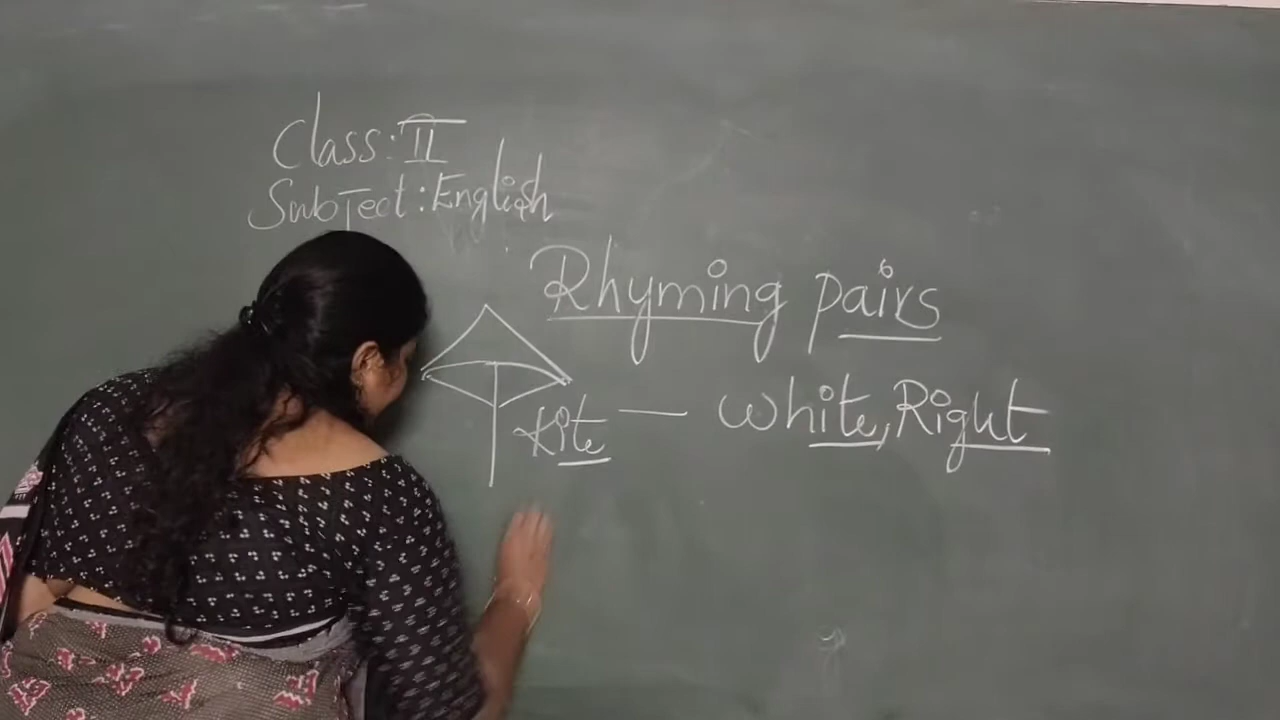 Class: II
Subject: English
Rhyming pairs
Kite — White, Right